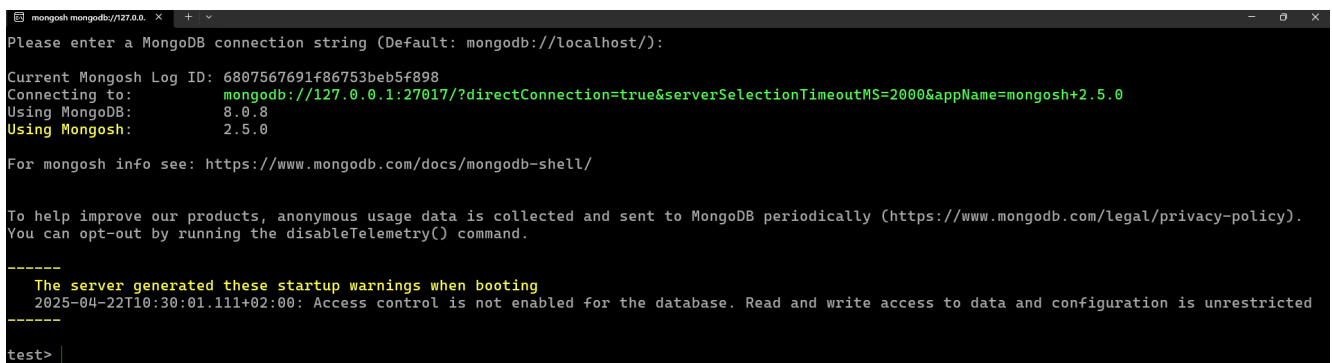 mongosh mongodb://127.0.0.
Please enter a MongoDB connection string (Default: mongodb://localhost/):
Current Mongosh Log ID: 6807567691f86753beb5f898
Connecting to: mongodb://127.0.0.1:27017/?directConnection=true&serverSelectionTimeoutMS=2000&appName=mongosh+2.5.0
Using MongoDB: 8.0.8
Using Mongosh: 2.5.0
For mongosh info see: https://www.mongodb.com/docs/mongodb-shell/
To help improve our products, anonymous usage data is collected and sent to MongoDB periodically (https://www.mongodb.com/legal/privacy-policy).
You can opt-out by running the disableTelemetry() command.
------
The server generated these startup warnings when booting
2025-04-22T10:30:01.111+02:00: Access control is not enabled for the database. Read and write access to data and configuration is unrestricted
------
test>